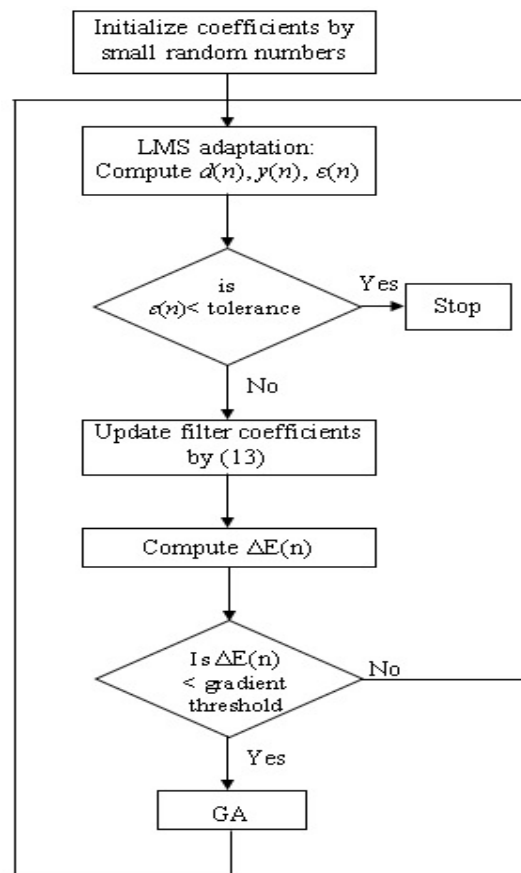 Initialize coefficients by
small random numbers
LMS adaptation:
Compute d(n), y(n), ε(n)
is
ε(n)< tolerance
Yes
Stop
No
Update filter coefficients
by (13)
Compute ΔE(n)
Is ΔE(n)
< gradient
threshold
No
Yes
GA